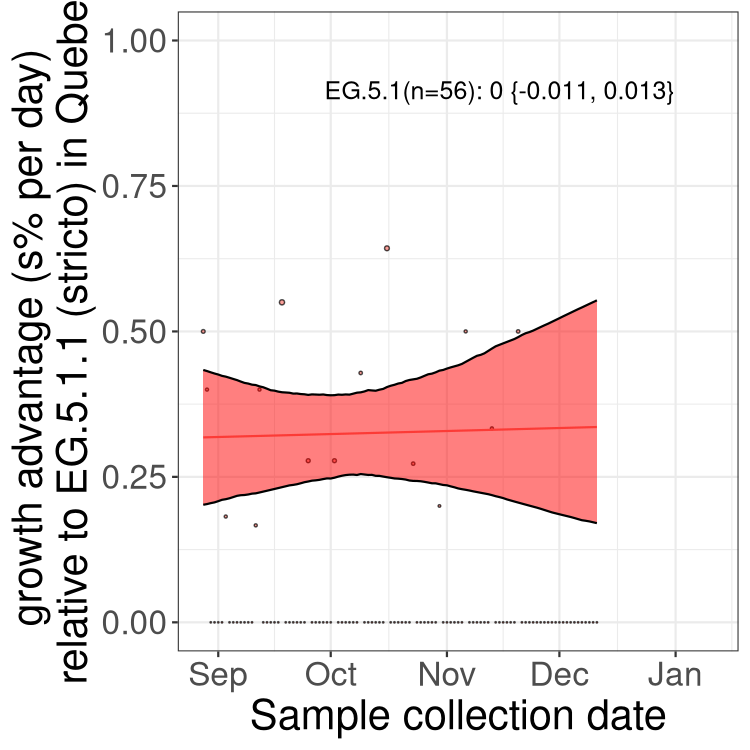 growth advantage (s% per day)
relative to EG.5.1.1 (stricto) in Quebe
1.00
0.75
0.50
0.25
0.00
EG.5.1(n=56): 0 {-0.011, 0.013}
Sep Oct Nov Dec Jan
Sample collection date